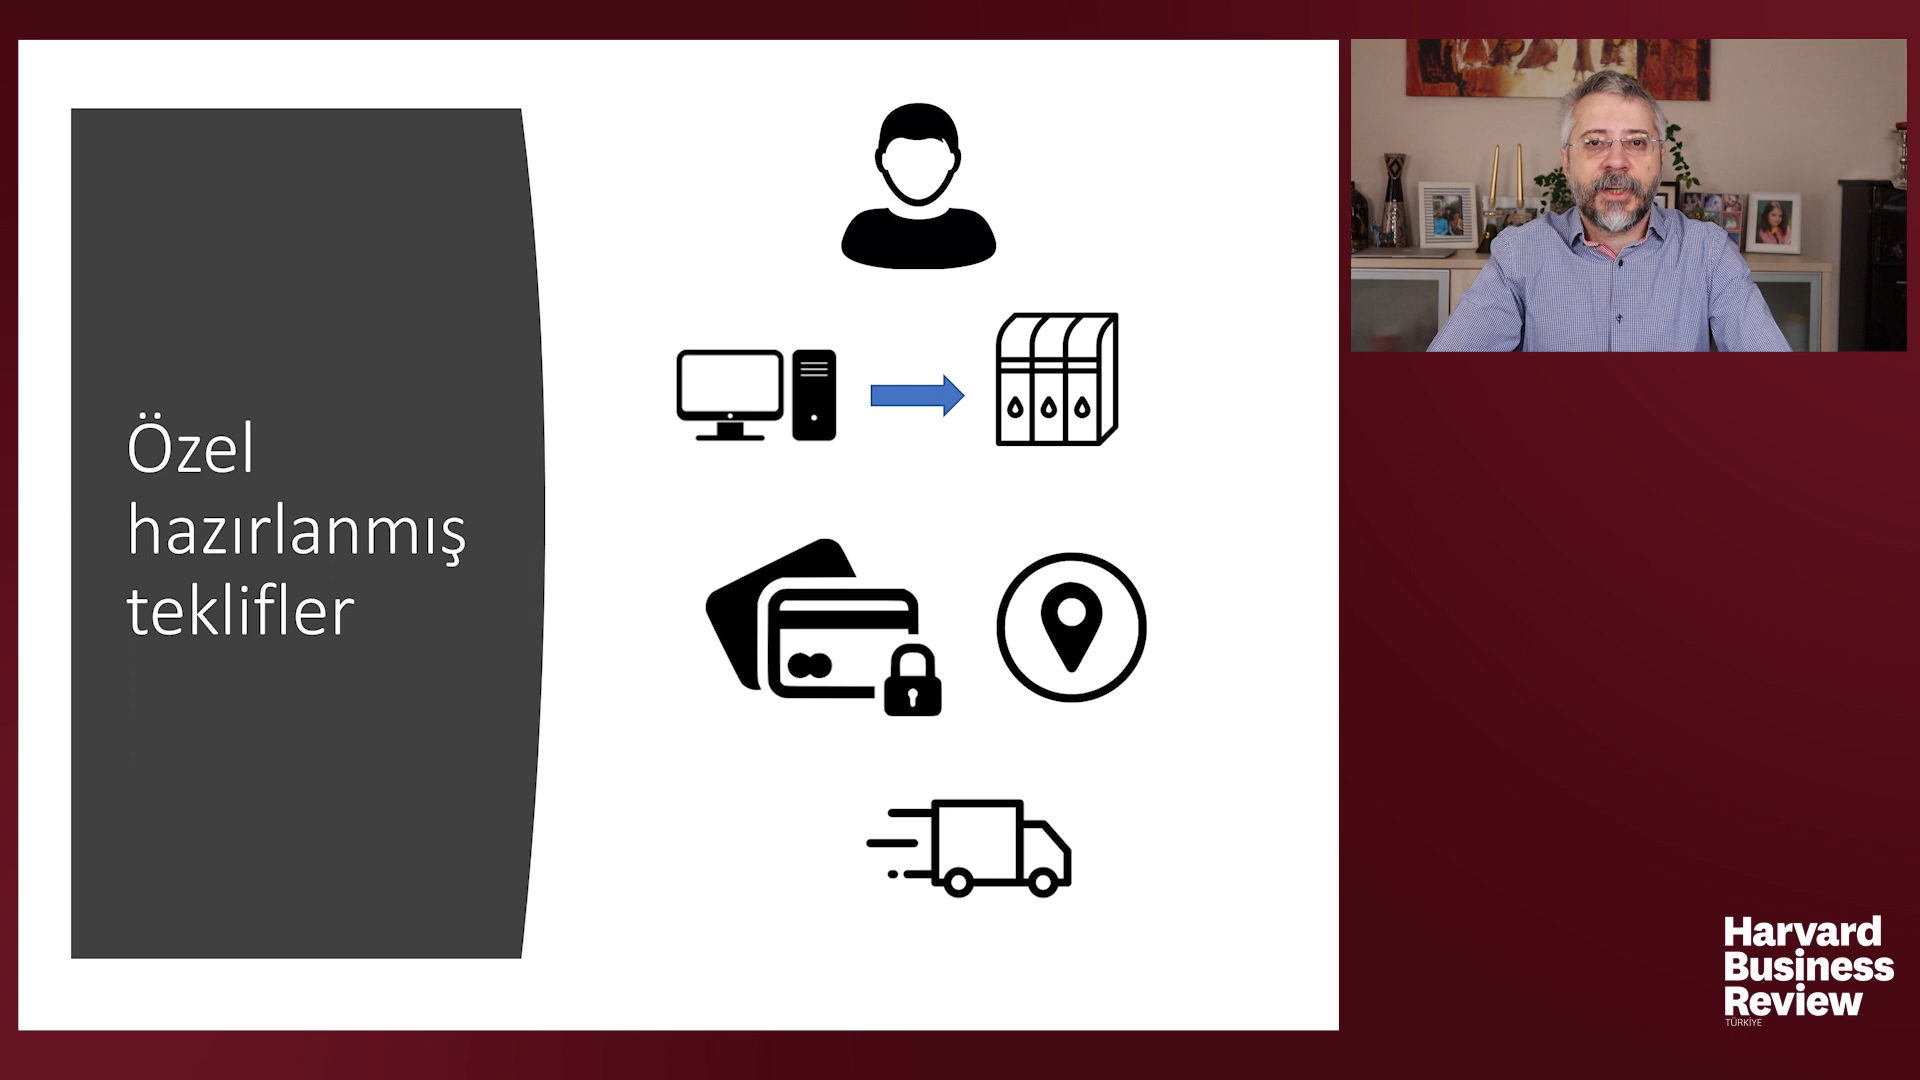 Özel
hazırlanmış
teklifler
Harvard
Business
Review
TÜRKİYE